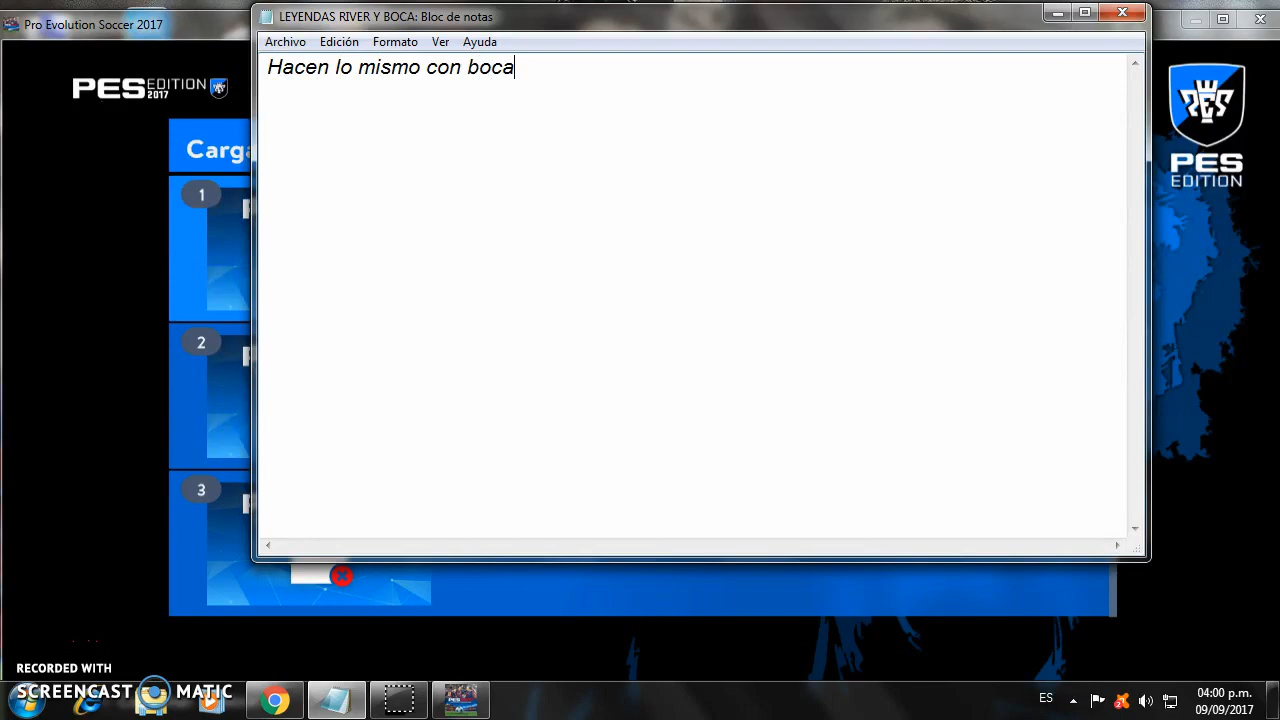 Pro Evolution Soccer 2017
LEYENDAS RIVER Y BOCA: Bloc de notas
Archivo Edición Formato Ver Ayuda
Hacen lo mismo con boca
PES EDITION 2017
PES
EDITION
Carga
1
2
3
RECORDED WITH
SCREENCAST MATIC
PES
ES
04:00 p.m.
09/09/2017